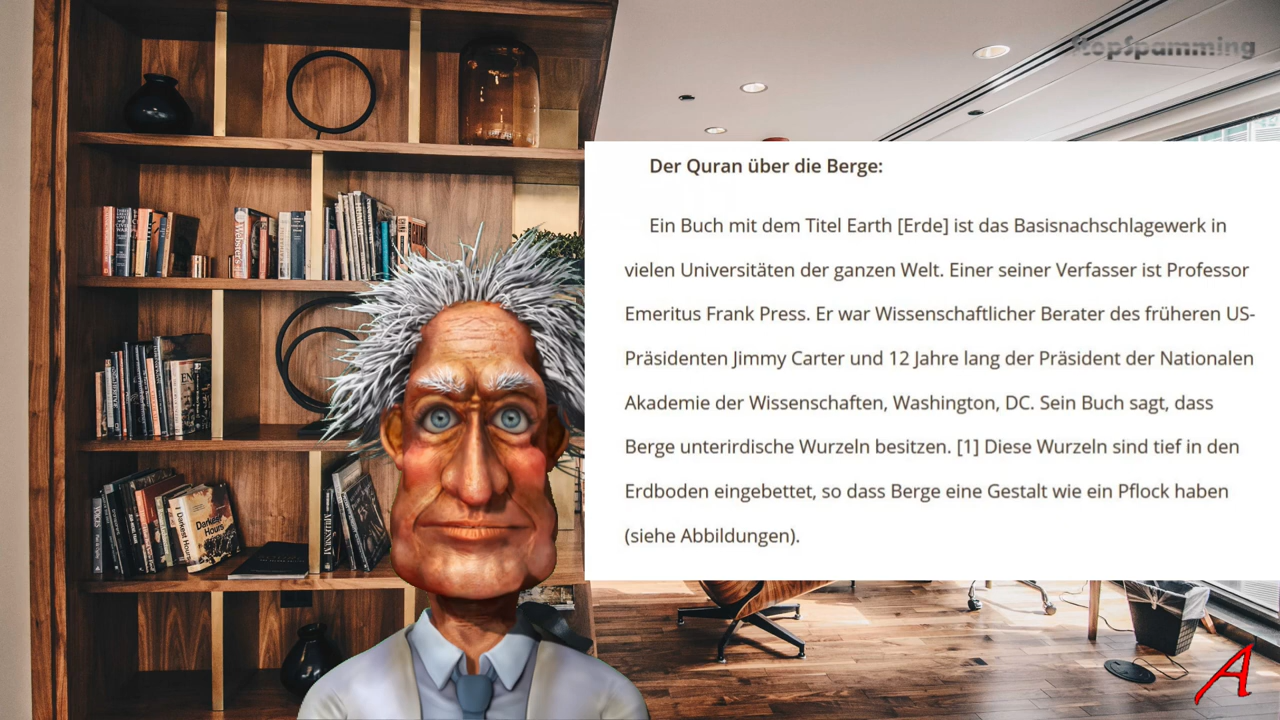 StopSpamming
Der Quran über die Berge:
Ein Buch mit dem Titel Earth [Erde] ist das Basisnachschlagewerk in
vielen Universitäten der ganzen Welt. Einer seiner Verfasser ist Professor
Emeritus Frank Press. Er war Wissenschaftlicher Berater des früheren US-
Präsidenten Jimmy Carter und 12 Jahre lang der Präsident der Nationalen
Akademie der Wissenschaften, Washington, DC. Sein Buch sagt, dass
Berge unterirdische Wurzeln besitzen. [1] Diese Wurzeln sind tief in den
Erdboden eingebettet, so dass Berge eine Gestalt wie ein Pflock haben
(siehe Abbildungen).
Darkest
Hours
A